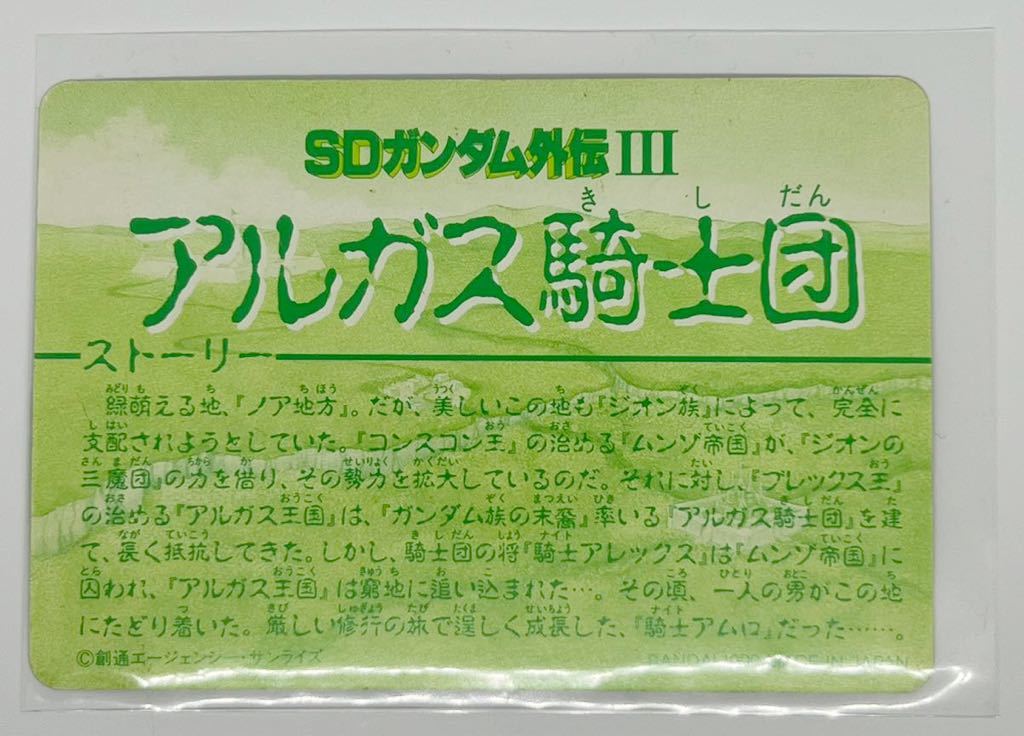 SDガンダム外伝III
アルガス騎士団
きしだん
ストーリー
緑萌える地、『ノア地方』。だが、美しいこの地も『ジオン族』によって、完全に
支配されようとしていた。『コンスコン王』の治める『ムンゾ帝国』が、『ジオンの
三魔団』の力を借り、その勢力を拡大しているのだ。それに対し、『ブレックス王』
の治める『アルガス王国』は、『ガンダム族の末裔』率いる『アルガス騎士団』を建
て、長く抵抗してきた。しかし、騎士団の将『騎士アレックス』は『ムンゾ帝国』に
囚われ、『アルガス王国』は窮地に追い込まれた…。その頃、一人の男がこの地
にたどり着いた。厳しい修行の旅で逞しく成長した、『騎士アムロ』だった……。
©創通エージェンシー・サンライズ
BANDAI 1990 MADE IN JAPAN